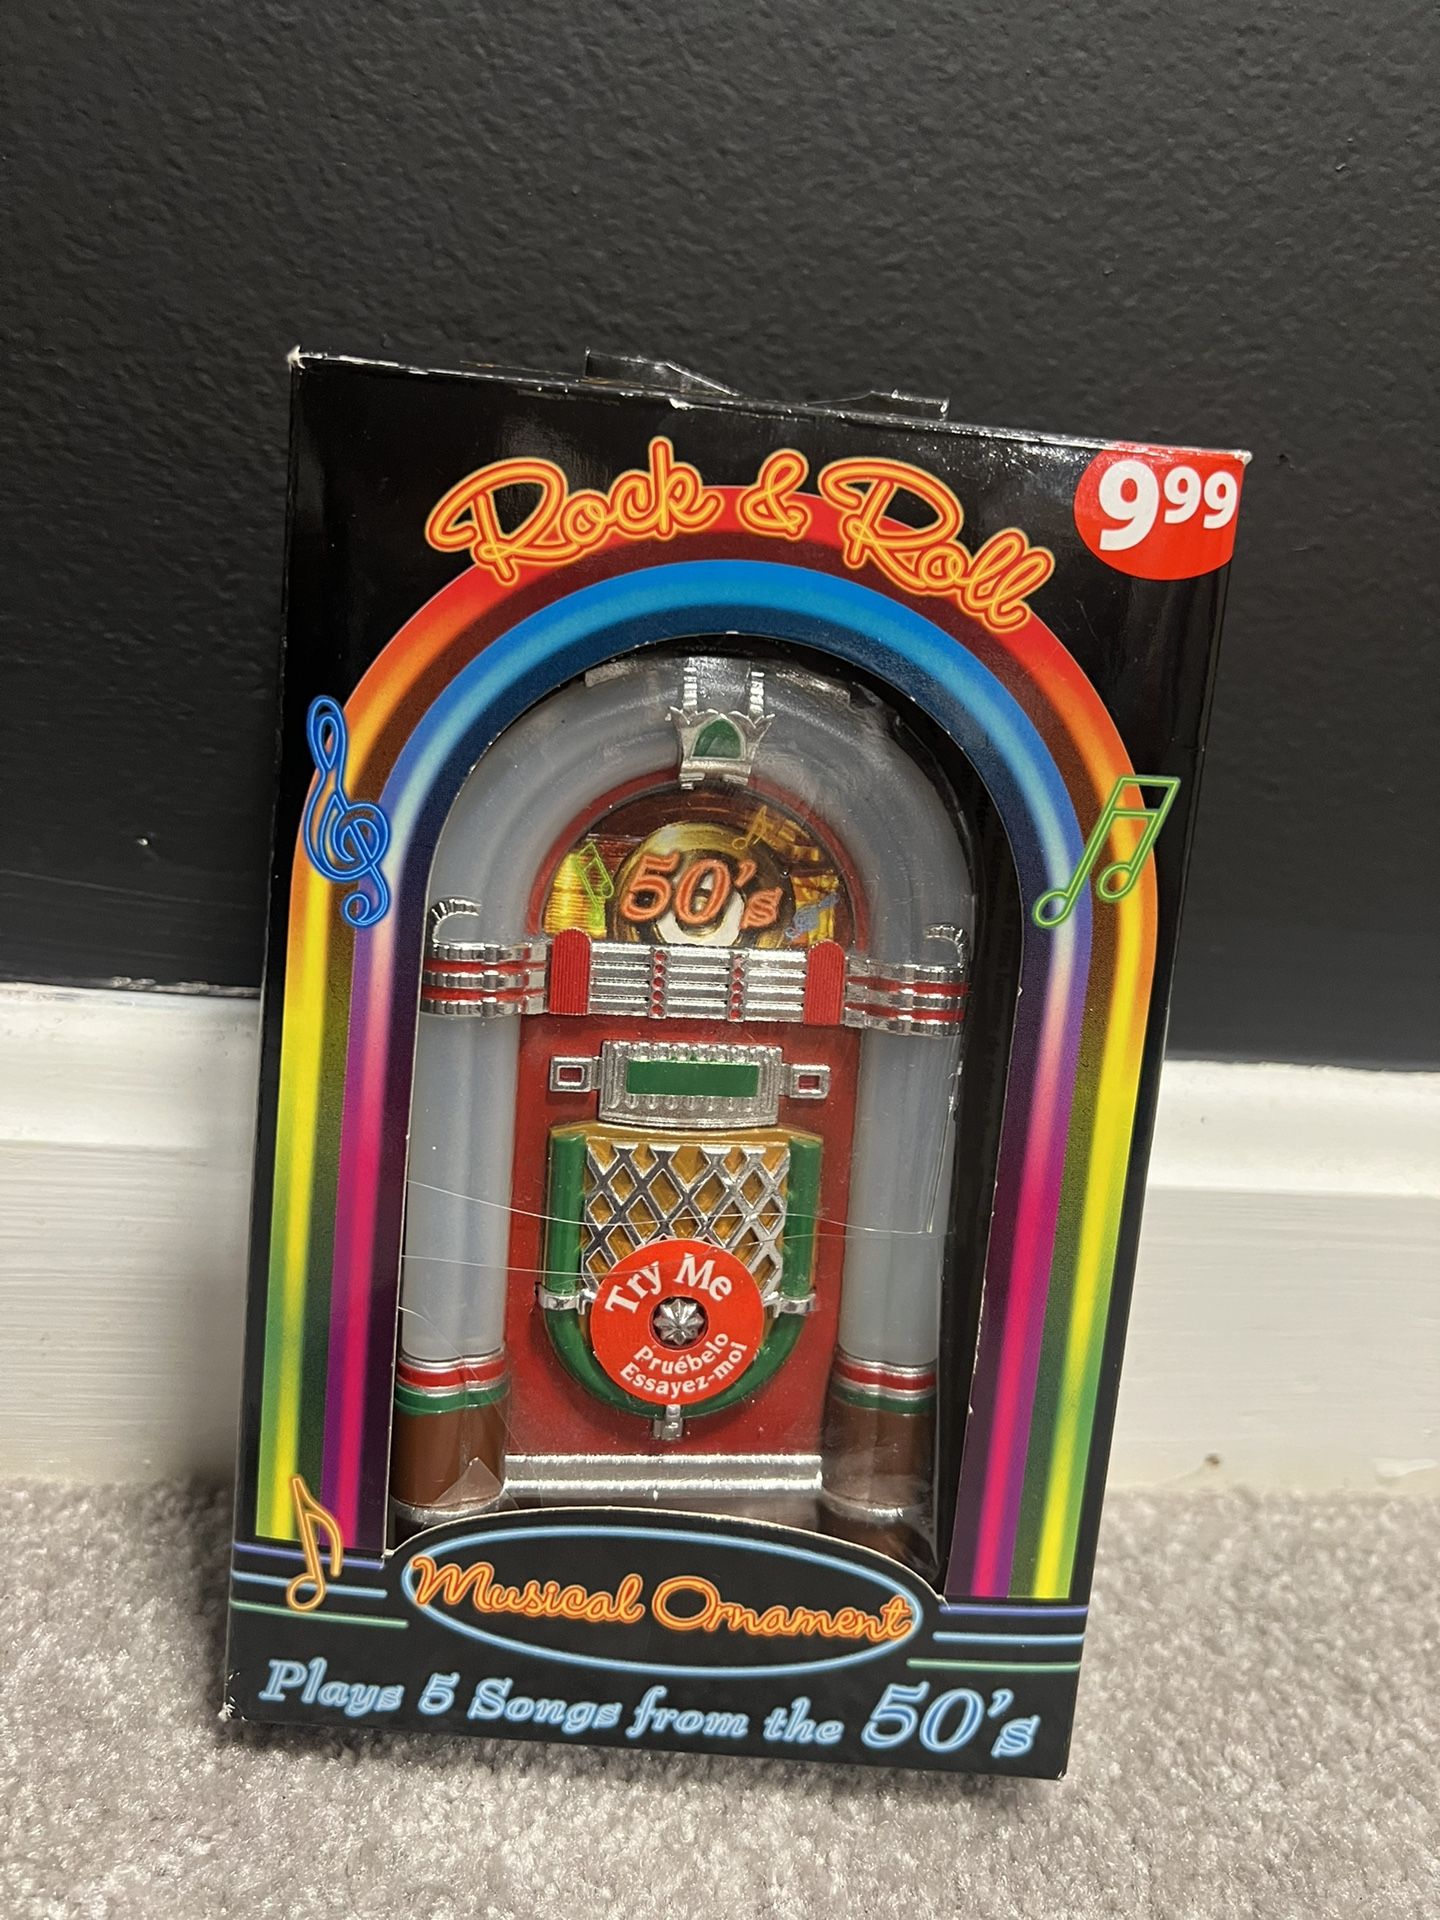 Rock & Roll
9.99
50's
Try Me
Pruébelo
Essayez-moi
Musical Ornament
Plays 5 Songs from the 50's